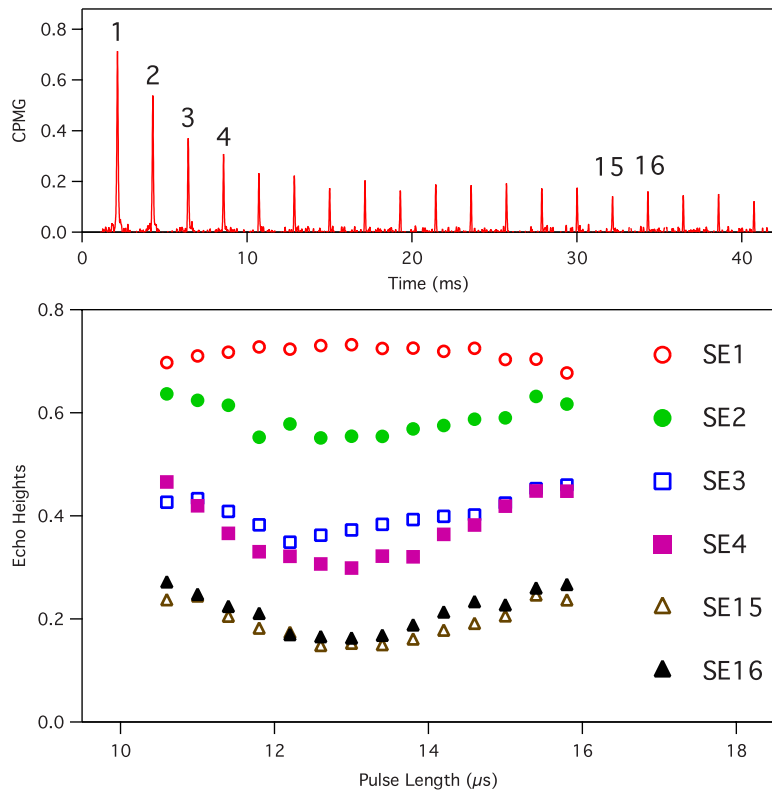 0.8
0.6
0.4
0.2
0.0
CPMG
1
2
3
4
15 16
0 10 20 30 40
Time (ms)
0.8
0.6
0.4
0.2
0.0
Echo Heights
SE1
SE2
SE3
SE4
SE15
SE16
10 12 14 16 18
Pulse Length (µs)